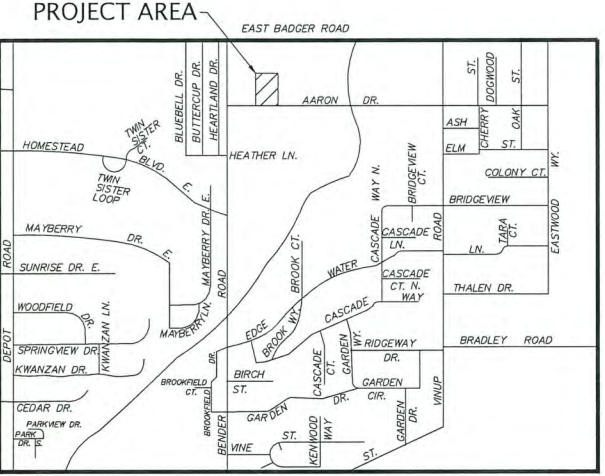 PROJECT AREA
EAST BADGER ROAD
BLUEBELL DR.
BUTTERCUP DR.
HEARTLAND DR.
AARON DR.
ST.
DOGWOOD
ST.
ASH
CHERRY
OAK
ELM
ST.
HOMESTEAD
BLVD.
E.
TWIN
SISTER
CT.
TWIN
SISTER
LOOP
HEATHER LN.
COLONY CT.
WY.
EASTWOOD
BRIDGEVIEW
BRIDGEVIEW
CT.
CASCADE WAY N.
CASCADE
LN.
ROAD
TARA
CT.
LN.
MAYBERRY DR. E.
MAYBERRY DR. E.
SUNRISE DR. E.
ROAD
DEPOT
ROAD
BENDER
BROOK CT.
WATER
EDGE
CASCADE
CT. N.
WAY
CASCADE
THALEN DR.
WOODFIELD
DR.
KWANZAN LN.
MAYBERRY LN.
BROOK WY.
SPRINGVIEW DR.
KWANZAN DR.
CASCADE
CT.
GARDEN
WY.
RIDGEWAY
DR.
BRADLEY ROAD
BROOKFIELD
CT.
BROOKFIELD
DR.
BIRCH
ST.
GARDEN
CIR.
GARDEN
DR.
GARDEN
DR.
VINUP
CEDAR DR.
PARKVIEW DR.
PARK
DR. S.
VINE
ST.
KENWOOD
WAY
ST.